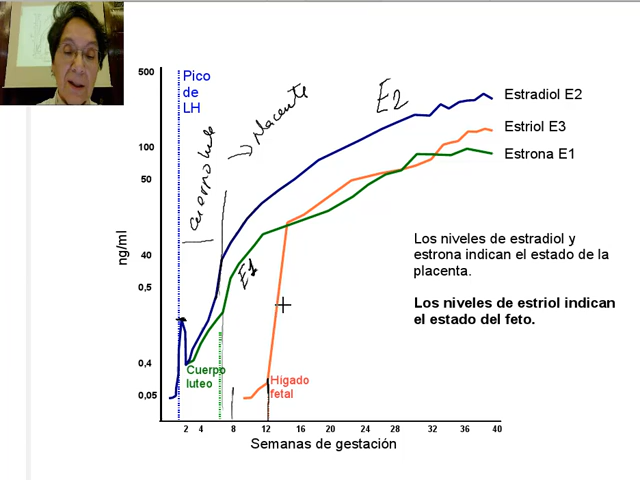 500
100
50
40
0,5
0,4
0,05
ng/ml
Pico
de
LH
Cuerpo lute
Placente
E2
E1
Estradiol E2
Estriol E3
Estrona E1
Los niveles de estradiol y
estrona indican el estado de la
placenta.
Los niveles de estriol indican
el estado del feto.
Cuerpo
luteo
Higado
fetal
2 4 8 12 16 20 24 28 32 36 40
Semanas de gestación